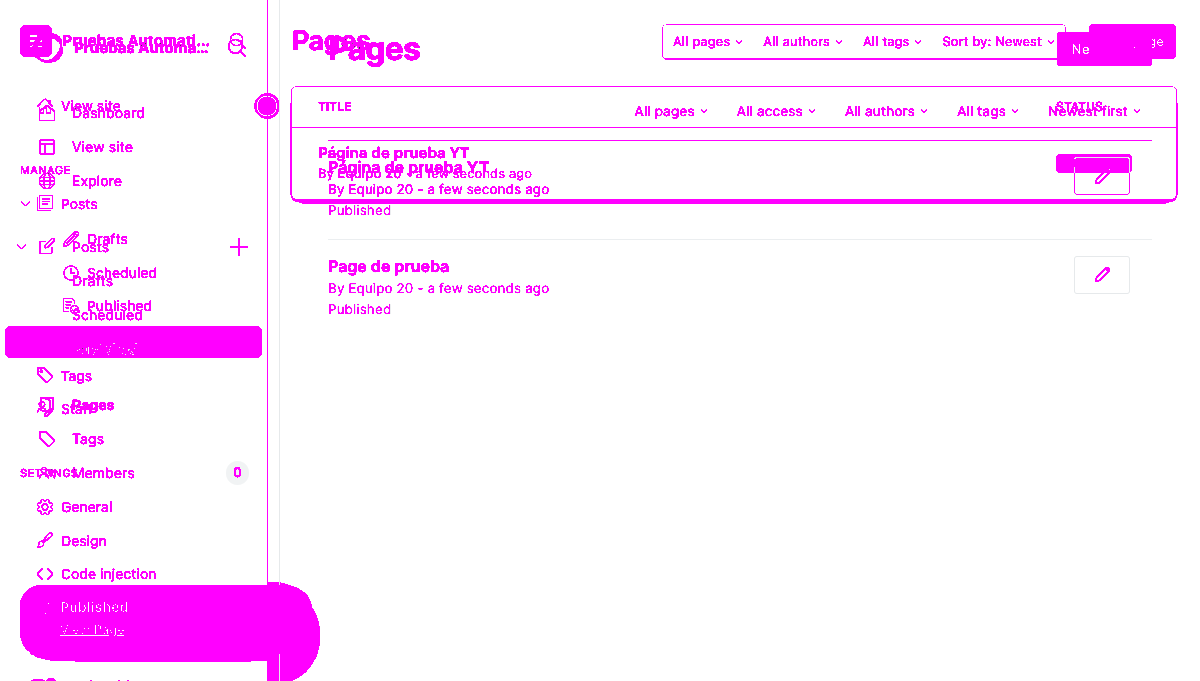 Pruebas Automati...
Pruebas Automa...
View site
Dashboard
View site
MANAGE
Explore
Posts
Drafts
Posts
Scheduled
Drafts
Published
Scheduled
Tags
Pages
Staff
Tags
SETTINGS
Members
0
General
Design
Code injection
Published
View Page
Pages
Pages
All pages
All authors
All tags
Sort by: Newest
TITLE
STATUS
All pages
All access
All authors
All tags
Newest first
Página de prueba YT
Página de prueba YT
By Equipo 20 - a few seconds ago
By Equipo 20 - a few seconds ago
Published
Page de prueba
By Equipo 20 - a few seconds ago
Published